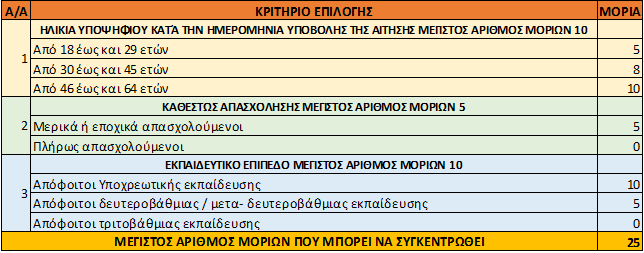 Α/Α ΚΡΙΤΗΡΙΟ ΕΠΙΛΟΓΗΣ ΜΟΡΙΑ
ΗΛΙΚΙΑ ΥΠΟΨΗΦΙΟΥ ΚΑΤΆ ΤΗΝ ΗΜΕΡΟΜΗΝΙΑ ΥΠΟΒΟΛΗΣ ΤΗΣ ΑΙΤΗΣΗΣ ΜΕΓΙΣΤΟΣ ΑΡΙΘΜΟΣ ΜΟΡΙΩΝ 10
1 Από 18 έως και 29 ετών 5
Από 30 έως και 45 ετών 8
Από 46 έως και 64 ετών 10
ΚΑΘΕΣΤΩΣ ΑΠΑΣΧΟΛΗΣΗΣ ΜΕΓΙΣΤΟΣ ΑΡΙΘΜΟΣ ΜΟΡΙΩΝ 5
2 Μερικά ή εποχικά απασχολούμενοι 5
Πλήρως απασχολούμενοι 0
ΕΚΠΑΙΔΕΥΤΙΚΟ ΕΠΙΠΕΔΟ ΜΕΓΙΣΤΟΣ ΑΡΙΘΜΟΣ ΜΟΡΙΩΝ 10
3 Απόφοιτοι Υποχρεωτικής εκπαίδευσης 10
Απόφοιτοι δευτεροβάθμιας / μετα- δευτεροβάθμιας εκπαίδευσης 5
Απόφοιτοι τριτοβάθμιας εκπαίδευσης 0
ΜΕΓΙΣΤΟΣ ΑΡΙΘΜΟΣ ΜΟΡΙΩΝ ΠΟΥ ΜΠΟΡΕΙ ΝΑ ΣΥΓΚΕΝΤΡΩΘΕΙ 25